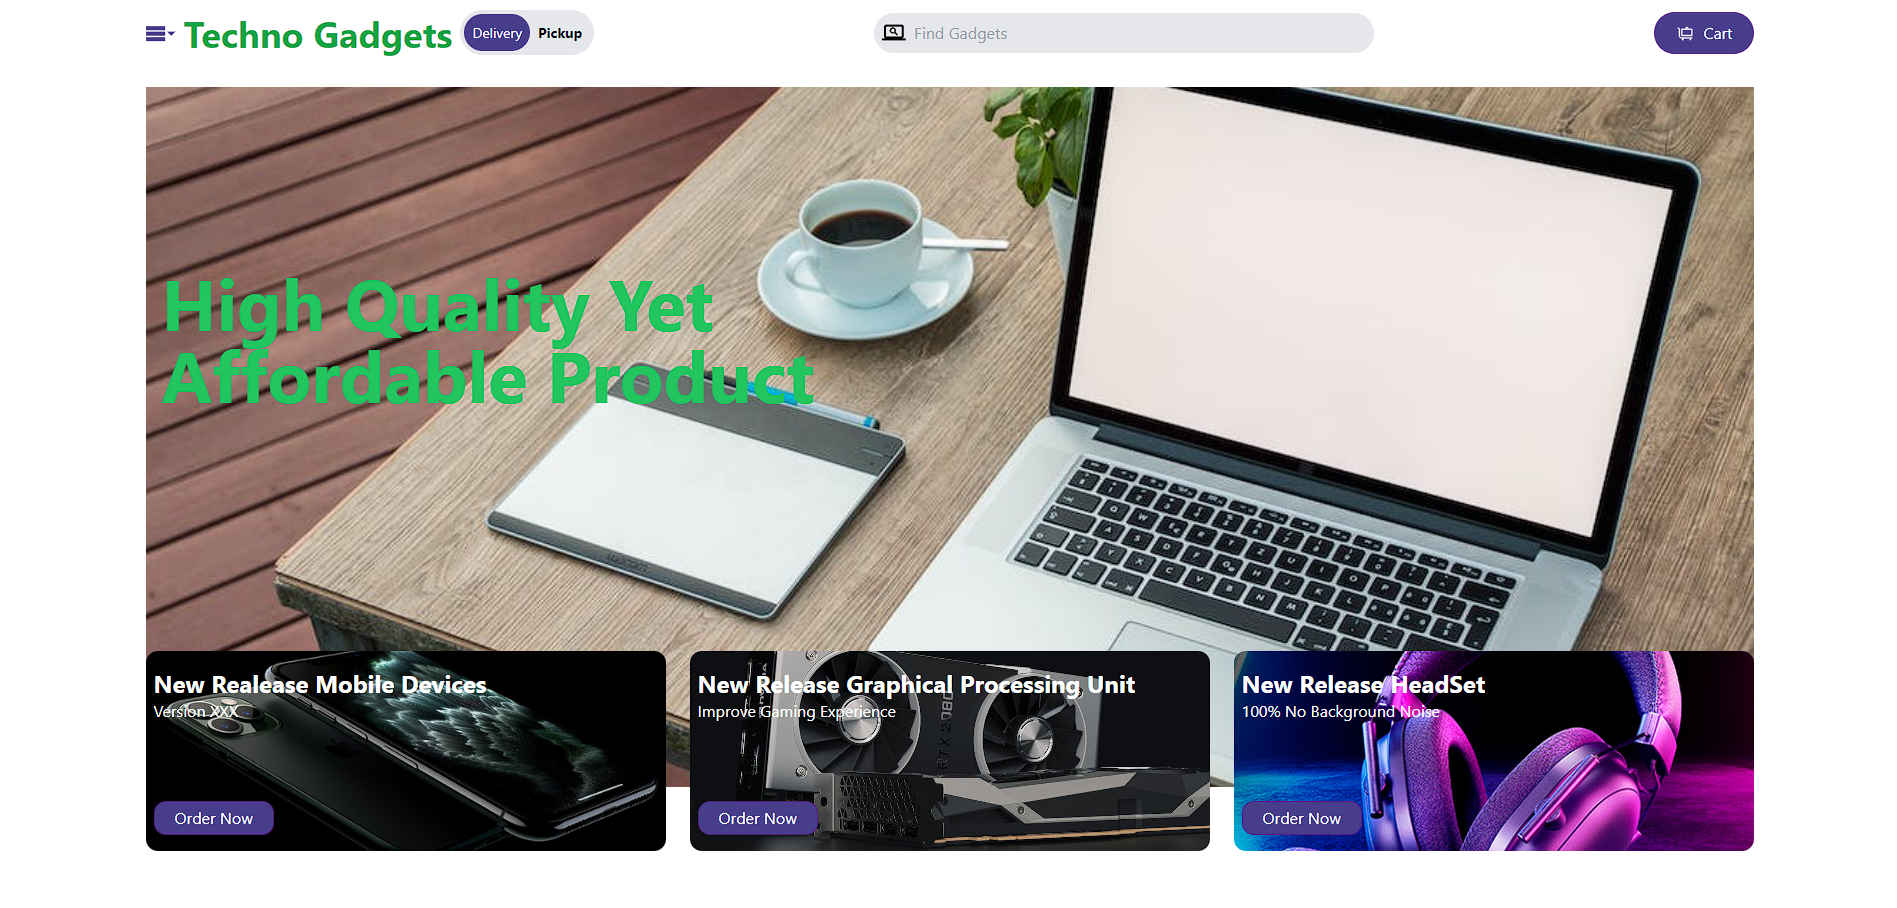 Techno Gadgets
Delivery
Pickup
Find Gadgets
Cart
High Quality Yet
Affordable Product
New Realease Mobile Devices
Version XXX
Order Now
New Release Graphical Processing Unit
Improve Gaming Experience
RTX 2080
Order Now
New Release HeadSet
100% No Background Noise
Order Now